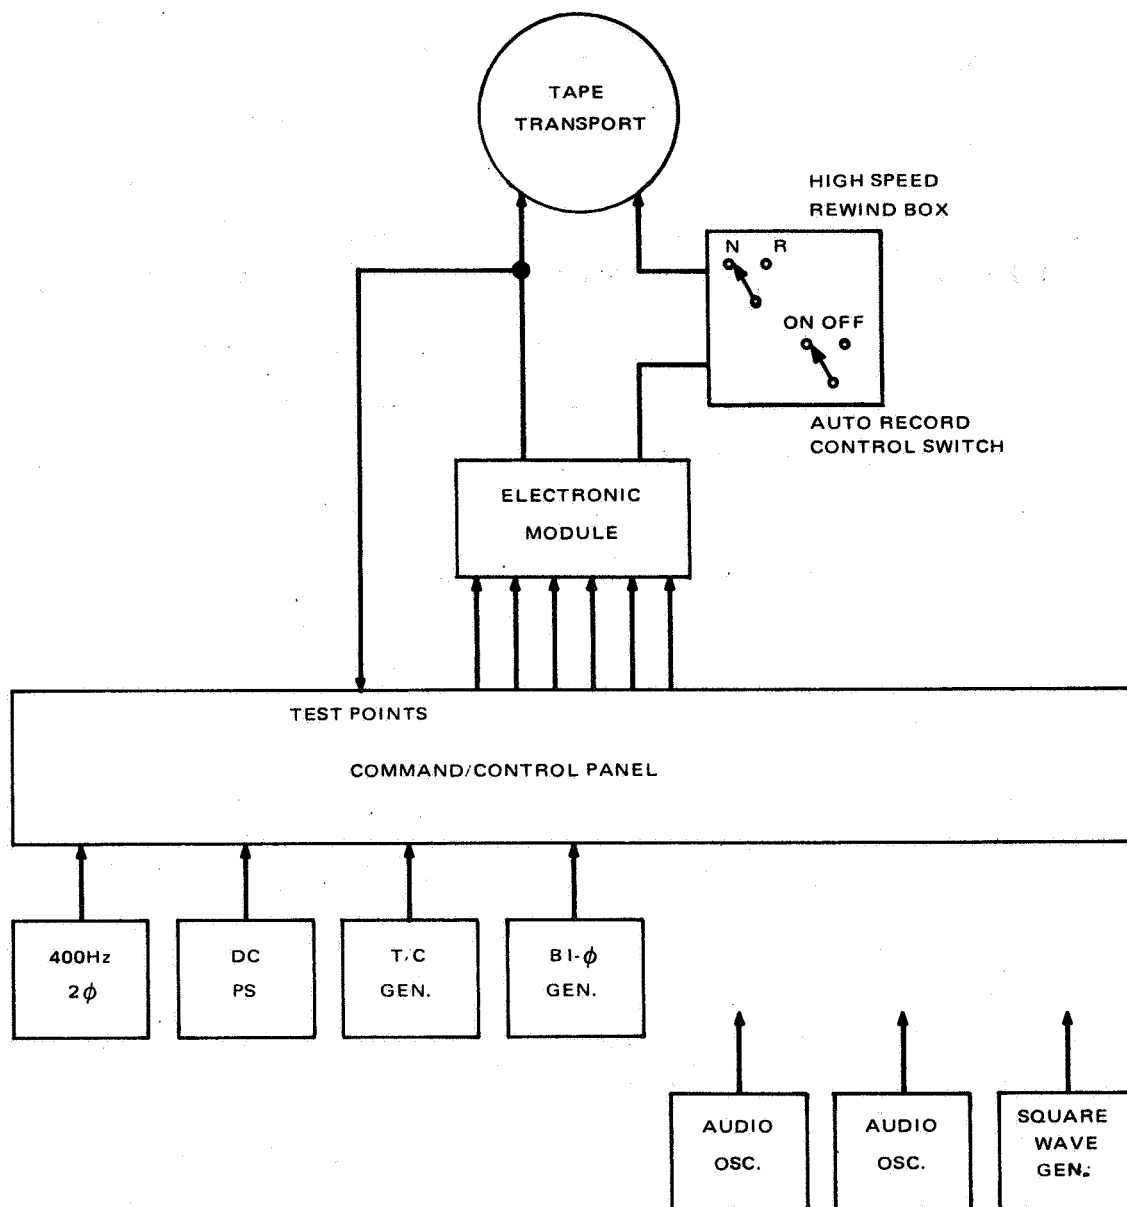 TAPE
TRANSPORT
HIGH SPEED
REWIND BOX
N R
ON OFF
AUTO RECORD
CONTROL SWITCH
ELECTRONIC
MODULE
TEST POINTS
COMMAND/CONTROL PANEL
400Hz
2ϕ
DC
PS
T/C
GEN.
BI-ϕ
GEN.
AUDIO
OSC.
AUDIO
OSC.
SQUARE
WAVE
GEN.